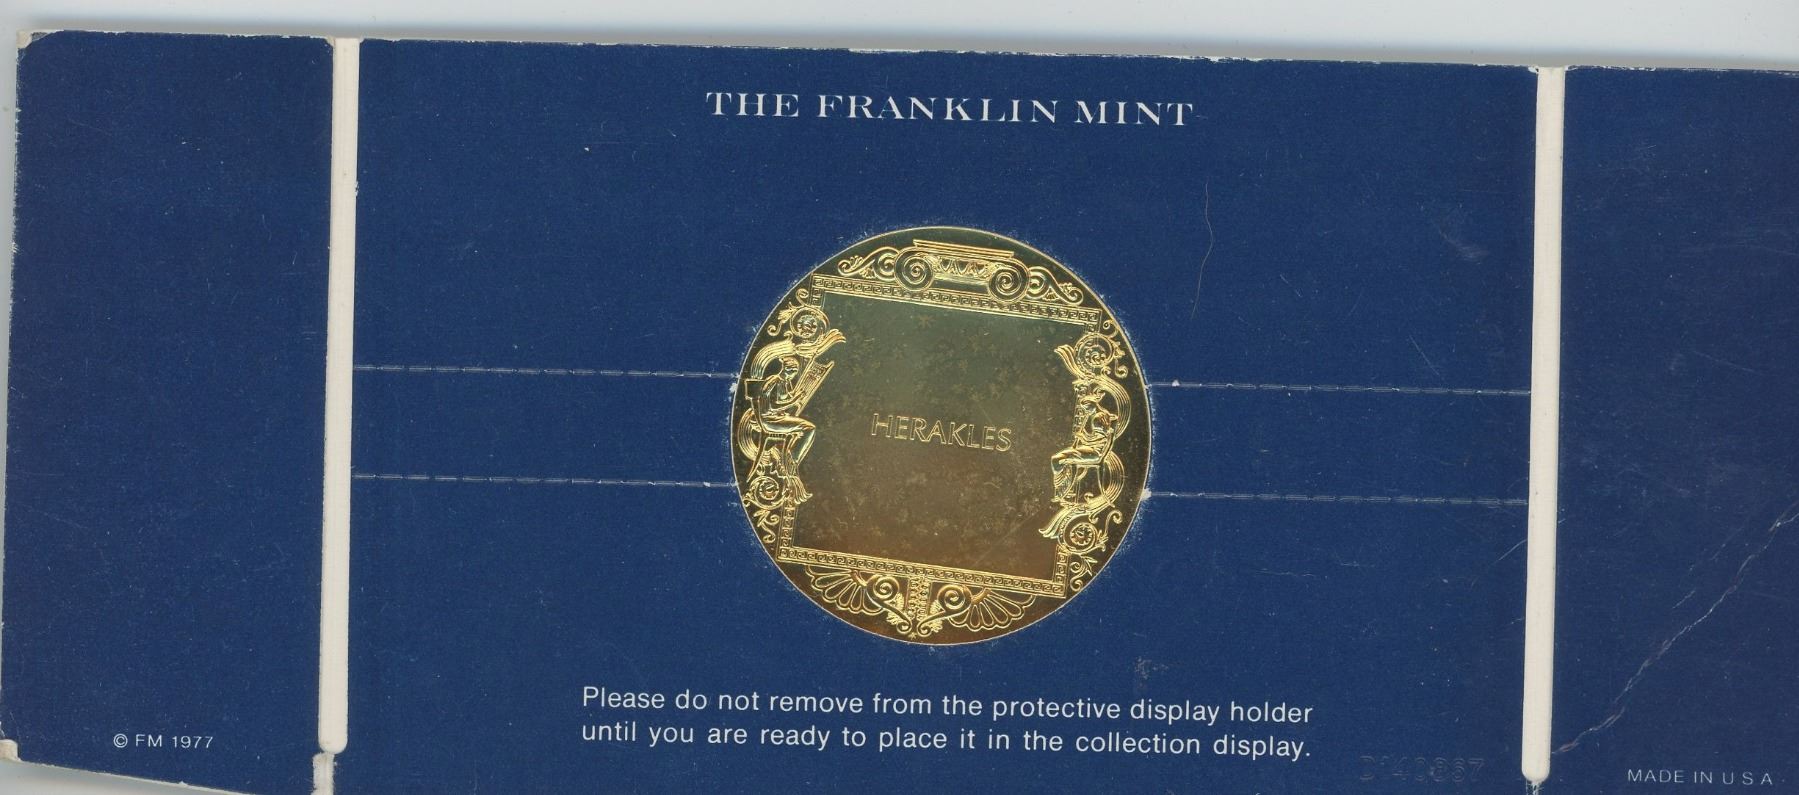 THE FRANKLIN MINT
HERAKLES
Please do not remove from the protective display holder
until you are ready to place it in the collection display.
© FM 1977
MADE IN U S A